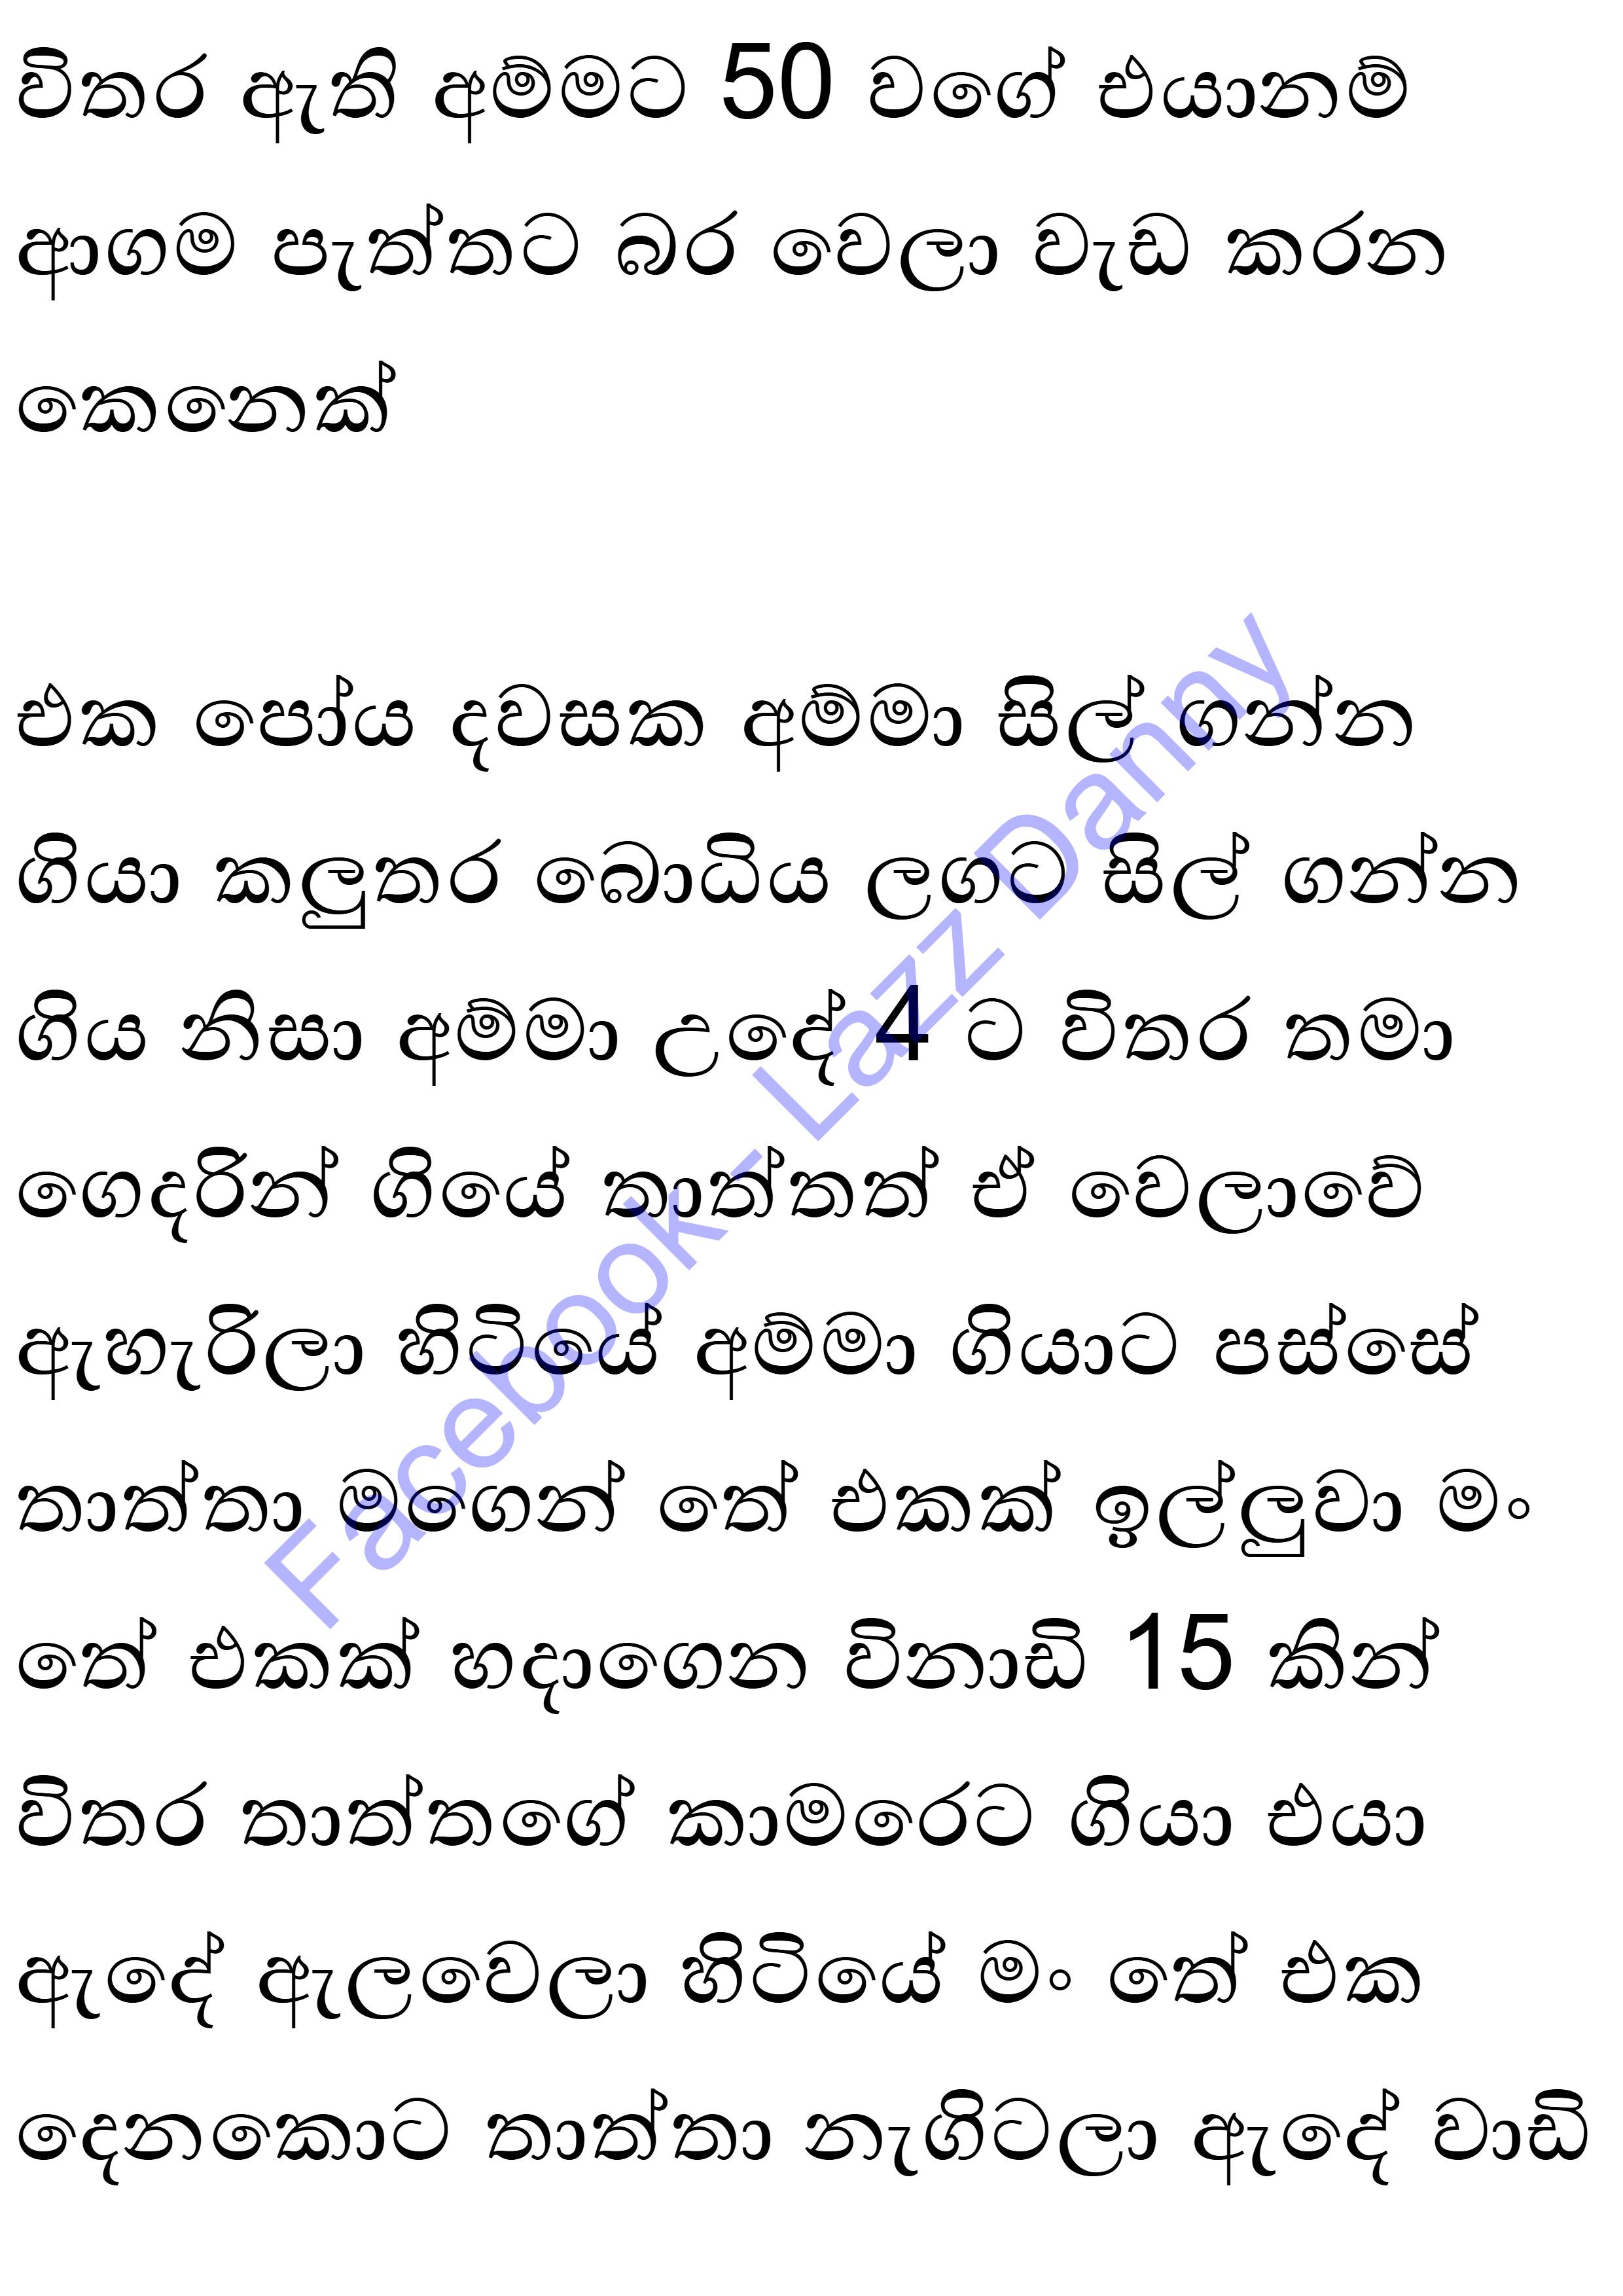 විතර ඇති අම්මට 50 වගේ එයානම්
ආගම පැත්තට බර වෙලා වැඩ කරන
කෙනෙක්
එක පෝය දවසක අම්මා සිල් ගන්න
ගියා කලුතර බොධිය ලගට සිල් ගන්න
ගිය නිසා අම්මා උදේ 4 ට විතර තමා
ගෙදරින් ගියේ තාත්තත් ඒ වෙලාවේ
ඇහැරිලා හිටියේ අම්මා ගියාට පස්සේ
තාත්තා මගෙන් තේ එකක් ඉල්ලුවා මං
තේ එකක් හදාගෙන විනාඩි 15 කින්
විතර තාත්තගේ කාමරෙට ගියා එයා
ඇදේ ඇලවෙලා හිටියේ මං තේ එක
දෙනකොට තාත්තා නැගිටලා ඇදේ වාඩි
Facebook - Lazz Danny